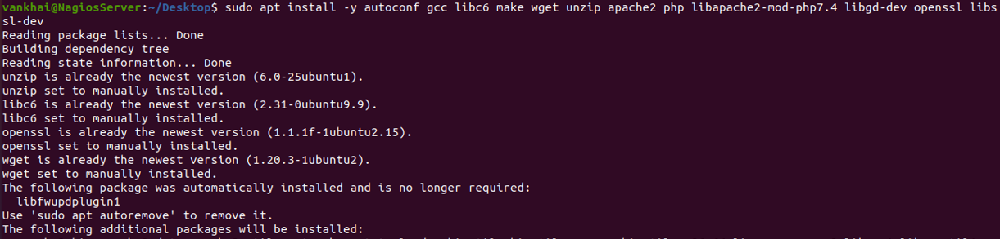 vankhai@NagiosServer:~/Desktop$ sudo apt install -y autoconf gcc libc6 make wget unzip apache2 php libapache2-mod-php7.4 libgd-dev openssl libs
sl-dev
Reading package lists... Done
Building dependency tree
Reading state information... Done
unzip is already the newest version (6.0-25ubuntu1).
unzip set to manually installed.
libc6 is already the newest version (2.31-0ubuntu9.9).
libc6 set to manually installed.
openssl is already the newest version (1.1.1f-1ubuntu2.15).
openssl set to manually installed.
wget is already the newest version (1.20.3-1ubuntu2).
wget set to manually installed.
The following package was automatically installed and is no longer required:
  libfwupdplugin1
Use 'sudo apt autoremove' to remove it.
The following additional packages will be installed: